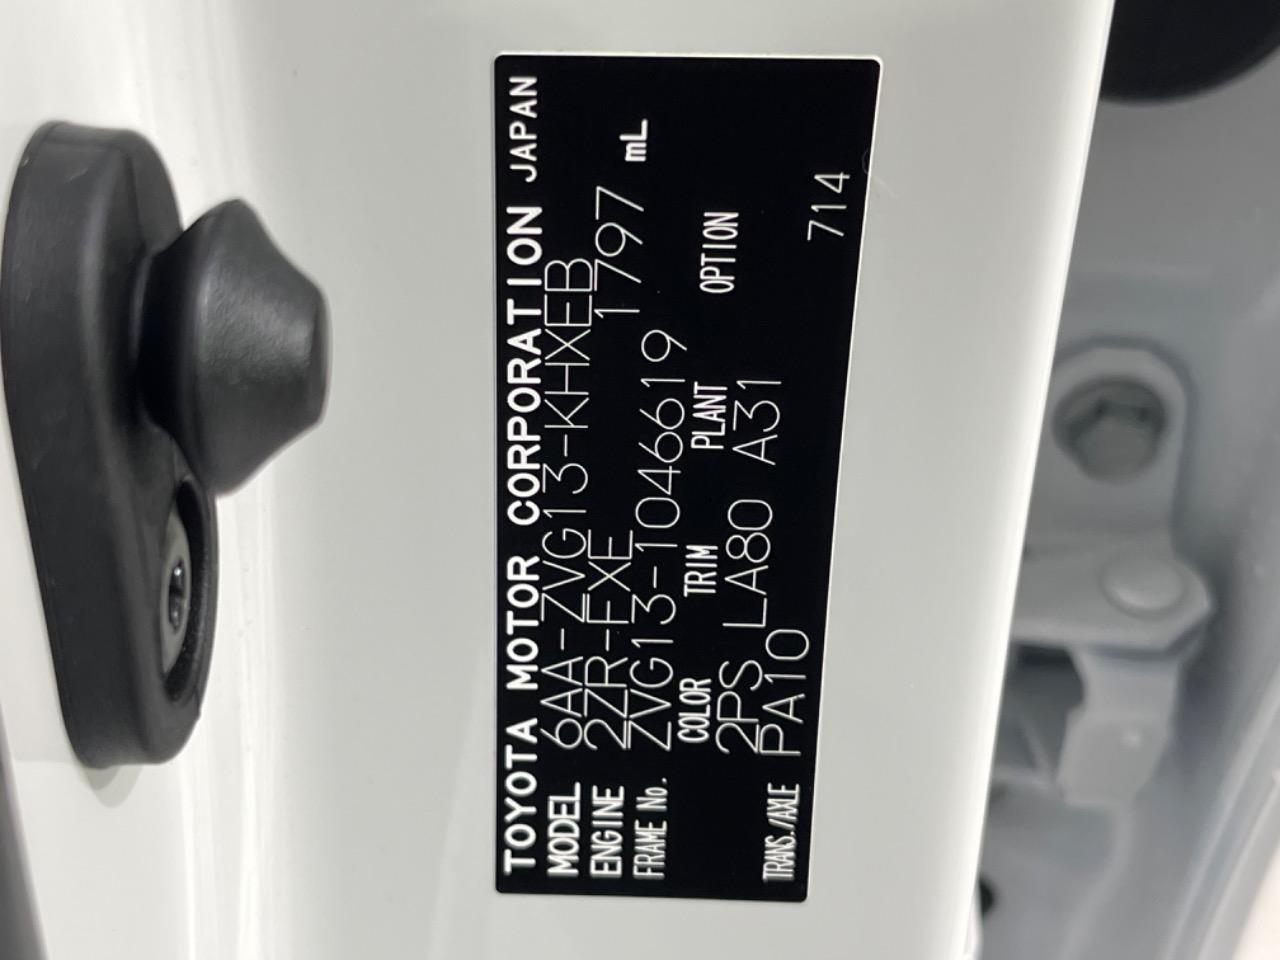 TOYOTA MOTOR CORPORATION JAPAN
MODEL 6AA-ZVG13-KHXEB
ENGINE 2ZR-FXE 1797 mL
FRAME No. ZVG13-1046619
COLOR TRIM PLANT OPTION
2PS LA80 A31
TRANS./AXLE PA10 714